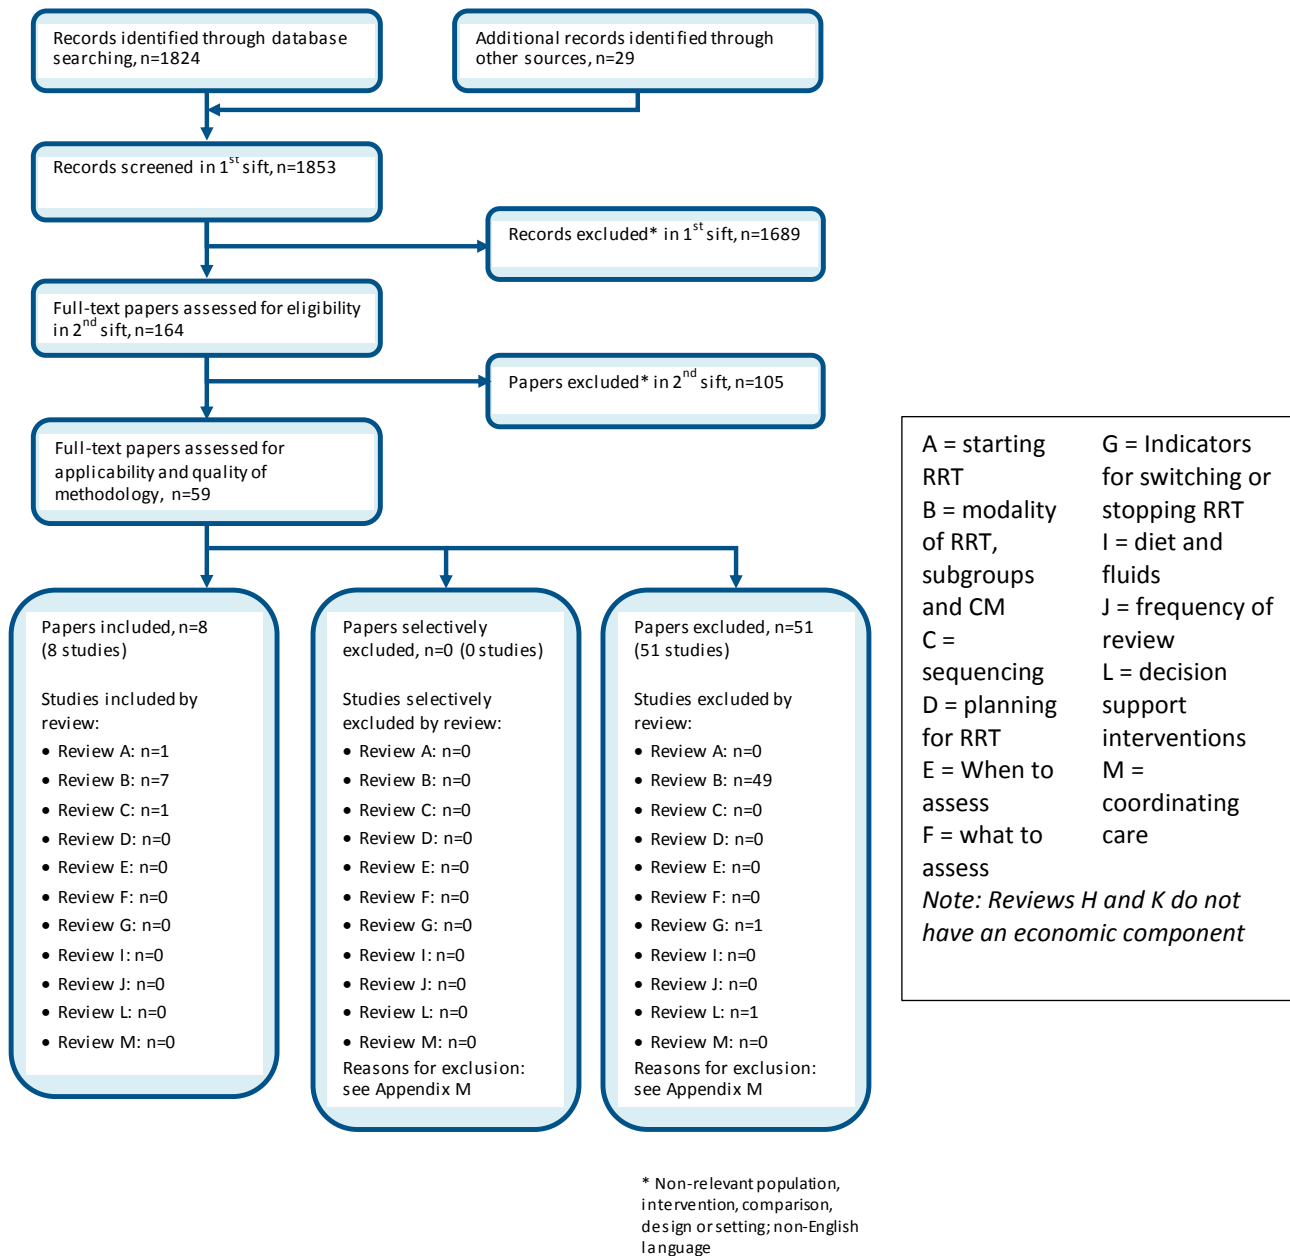 Records identified through database
searching, n=1824
Additional records identified through
other sources, n=29
Records screened in 1st sift, n=1853
Records excluded* in 1st sift, n=1689
Full-text papers assessed for eligibility
in 2nd sift, n=164
Papers excluded* in 2nd sift, n=105
Full-text papers assessed for
applicability and quality of
methodology, n=59
Papers included, n=8
(8 studies)
Studies included by
review:
• Review A: n=1
• Review B: n=7
• Review C: n=1
• Review D: n=0
• Review E: n=0
• Review F: n=0
• Review G: n=0
• Review I: n=0
• Review J: n=0
• Review L: n=0
• Review M: n=0
Papers selectively
excluded, n=0 (0 studies)
Studies selectively
excluded by review:
• Review A: n=0
• Review B: n=0
• Review C: n=0
• Review D: n=0
• Review E: n=0
• Review F: n=0
• Review G: n=0
• Review I: n=0
• Review J: n=0
• Review L: n=0
• Review M: n=0
Reasons for exclusion:
see Appendix M
Papers excluded, n=51
(51 studies)
Studies excluded by
review:
• Review A: n=0
• Review B: n=49
• Review C: n=0
• Review D: n=0
• Review E: n=0
• Review F: n=0
• Review G: n=1
• Review I: n=0
• Review J: n=0
• Review L: n=1
• Review M: n=0
Reasons for exclusion:
see Appendix M
A = starting
RRT
B = modality
of RRT,
subgroups
and CM
C =
sequencing
D = planning
for RRT
E = When to
assess
F = what to
assess
G = Indicators
for switching or
stopping RRT
I = diet and
fluids
J = frequency of
review
L = decision
support
interventions
M =
coordinating
care
Note: Reviews H and K do not
have an economic component
* Non-relevant population,
intervention, comparison,
design or setting; non-English
language